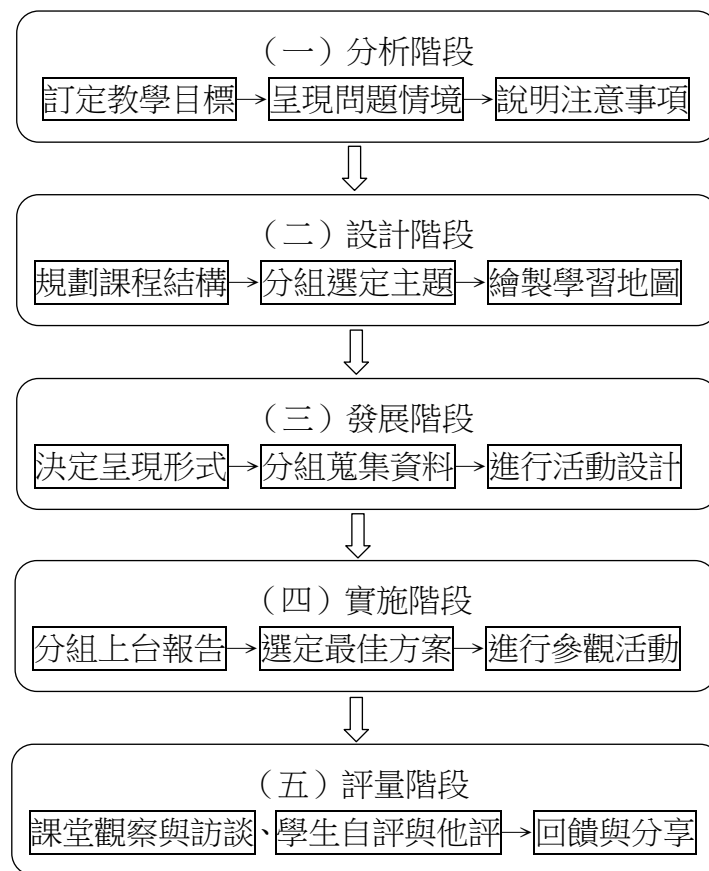 （一）分析階段
訂定教學目標→呈現問題情境→說明注意事項
（二）設計階段
規劃課程結構→分組選定主題→繪製學習地圖
（三）發展階段
決定呈現形式→分組蒐集資料→進行活動設計
（四）實施階段
分組上台報告→選定最佳方案→進行參觀活動
（五）評量階段
課堂觀察與訪談、學生自評與他評→回饋與分享